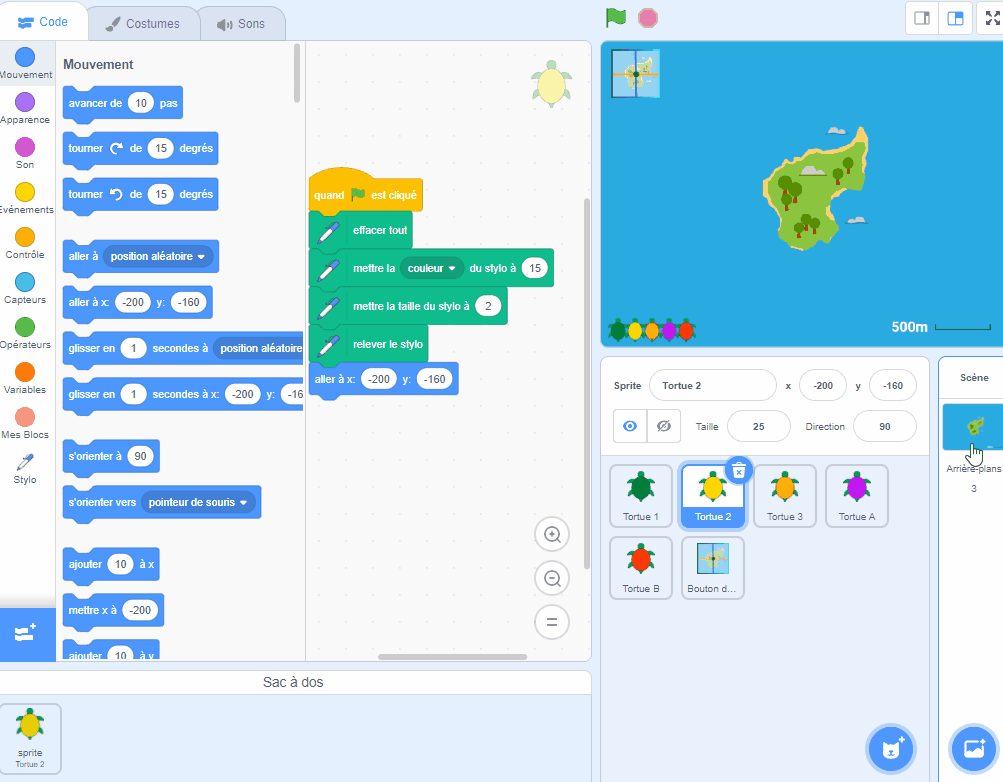 Code
Costumes
Sons
Mouvement
Apparence
Son
Événements
Contrôle
Capteurs
Opérateurs
Variables
Mes Blocs
Stylo
Mouvement
avancer de 10 pas
tourner de 15 degrés
tourner de 15 degrés
aller à position aléatoire
aller à x: -200 y: -160
glisser en 1 secondes à position aléatoire
glisser en 1 secondes à x: -200 y: -16
s'orienter à 90
s'orienter vers pointeur de souris
ajouter 10 à x
mettre x à -200
ajouter 10 à y
quand est cliqué
effacer tout
mettre la couleur du stylo à 15
mettre la taille du stylo à 2
relever le stylo
aller à x: -200 y: -160
500m
Sprite Tortue 2 x -200 y -160
Taille 25 Direction 90
Tortue 1
Tortue 2
Tortue 3
Tortue A
Tortue B
Bouton d...
Scène
Arrière-plans
3
Sac à dos
sprite
Tortue 2